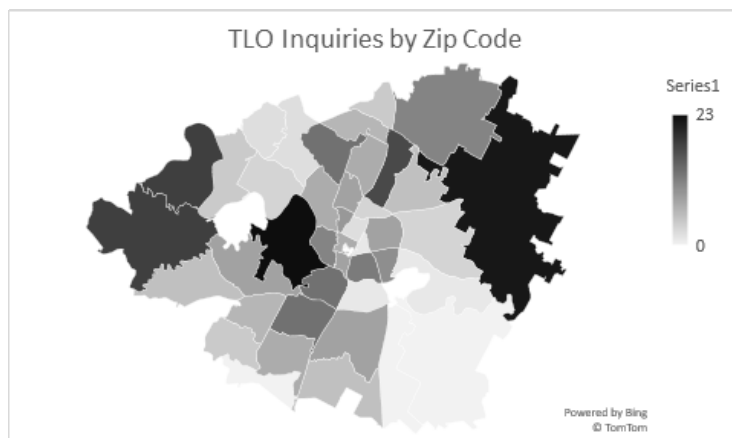 TLO Inquiries by Zip Code
Series1
23
0
Powered by Bing
© TomTom